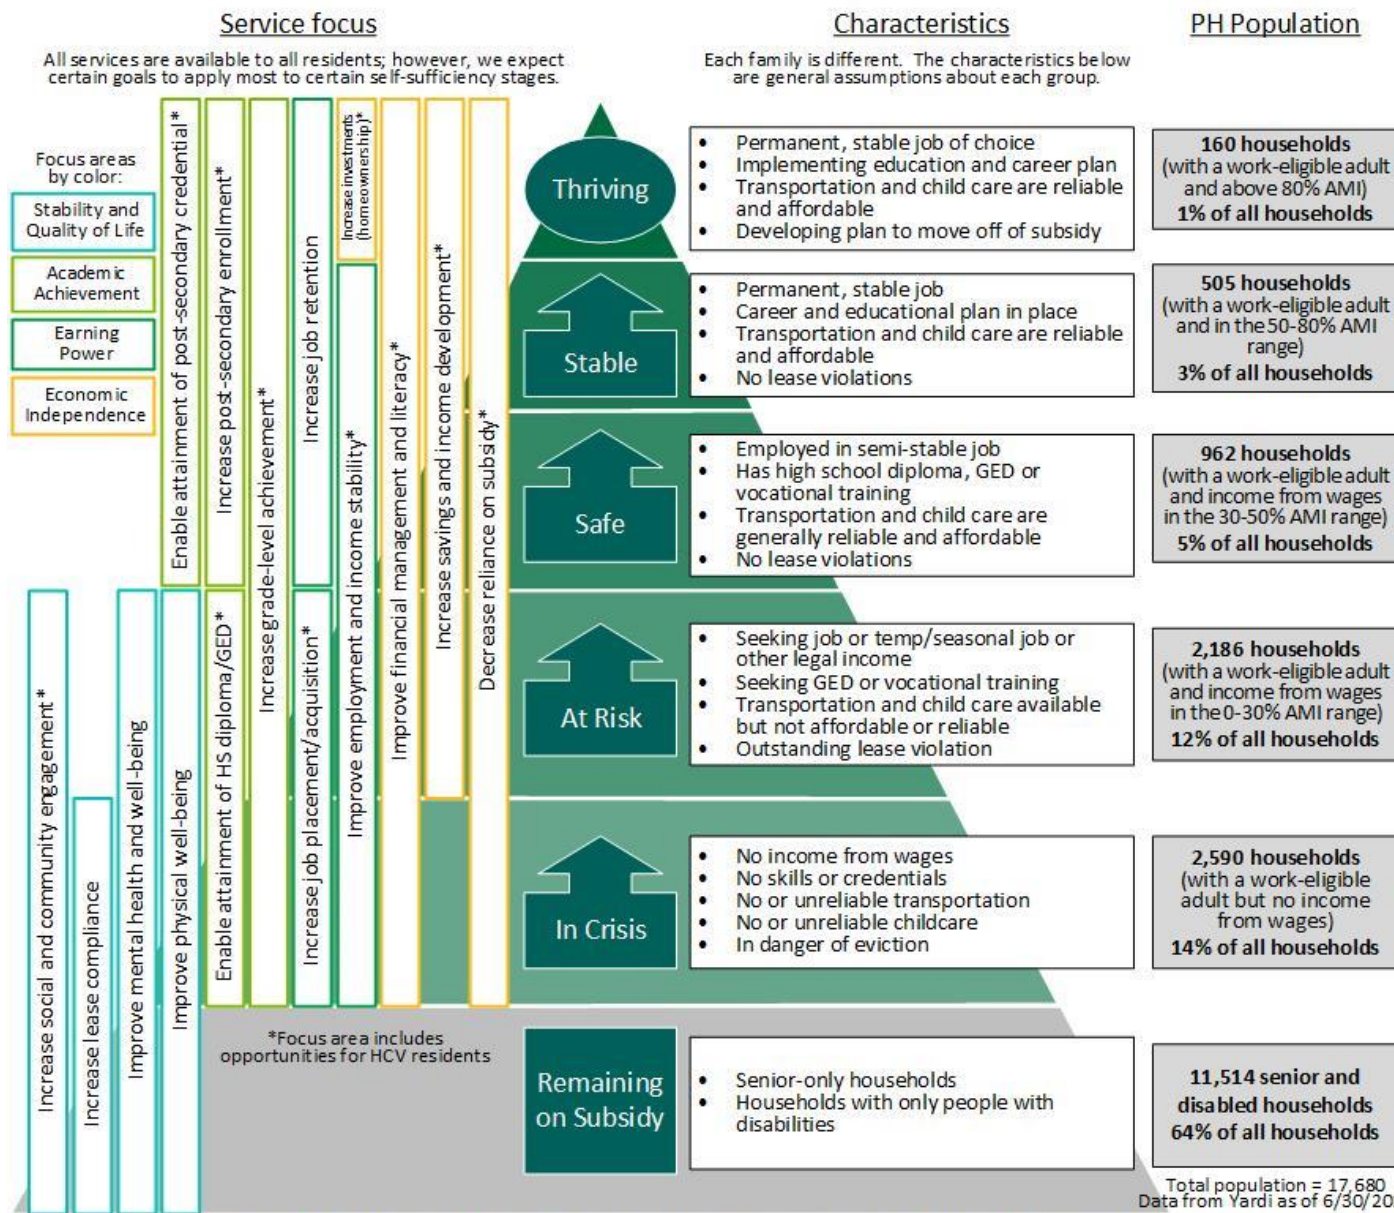 Service focus
All services are available to all residents; however, we expect
certain goals to apply most to certain self-sufficiency stages.
Characteristics
Each family is different. The characteristics below
are general assumptions about each group.
PH Population
Focus areas
by color:
Stability and
Quality of Life
Academic
Achievement
Earning
Power
Economic
Independence
Increase social and community engagement*
Increase lease compliance
Improve mental health and well-being
Improve physical well-being
Enable attainment of post-secondary credential*
Increase post-secondary enrollment*
Enable attainment of HS diploma/GED*
Increase grade-level achievement*
Increase job retention
Increase job placement/acquisition*
Increase investments
(homeownership)*
Improve employment and income stability*
Improve financial management and literacy*
Increase savings and income development*
Decrease reliance on subsidy*
Thriving
• Permanent, stable job of choice
• Implementing education and career plan
• Transportation and child care are reliable
and affordable
• Developing plan to move off of subsidy
160 households
(with a work-eligible adult
and above 80% AMI)
1% of all households
Stable
• Permanent, stable job
• Career and educational plan in place
• Transportation and child care are reliable
and affordable
• No lease violations
505 households
(with a work-eligible adult
and in the 50-80% AMI
range)
3% of all households
Safe
• Employed in semi-stable job
• Has high school diploma, GED or
vocational training
• Transportation and child care are
generally reliable and affordable
• No lease violations
962 households
(with a work-eligible adult
and income from wages
in the 30-50% AMI range)
5% of all households
At Risk
• Seeking job or temp/seasonal job or
other legal income
• Seeking GED or vocational training
• Transportation and child care available
but not affordable or reliable
• Outstanding lease violation
2,186 households
(with a work-eligible adult
and income from wages
in the 0-30% AMI range)
12% of all households
In Crisis
• No income from wages
• No skills or credentials
• No or unreliable transportation
• No or unreliable childcare
• In danger of eviction
2,590 households
(with a work-eligible
adult but no income
from wages)
14% of all households
*Focus area includes
opportunities for HCV residents
Remaining
on Subsidy
• Senior-only households
• Households with only people with
disabilities
11,514 senior and
disabled households
64% of all households
Total population = 17,680
Data from Yardi as of 6/30/20